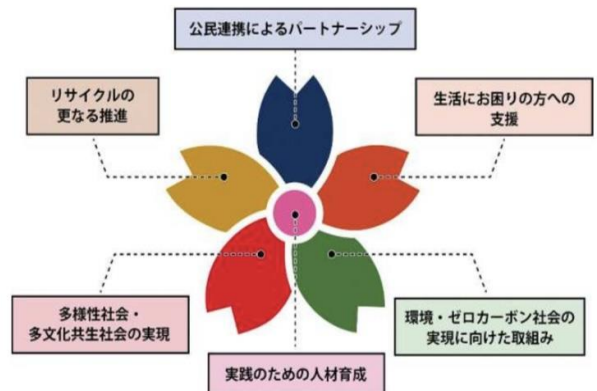 公民連携によるパートナーシップ
リサイクルの
更なる推進
生活にお困りの方への
支援
多様性社会・
多文化共生社会の実現
環境・ゼロカーボン社会の
実現に向けた取組み
実践のための人材育成